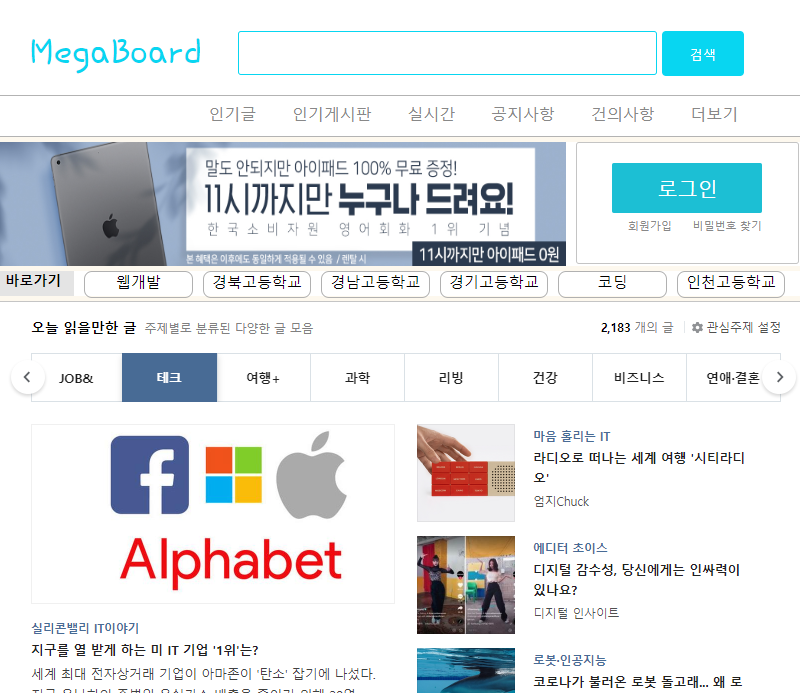 MegaBoard
검색
인기글 인기게시판 실시간 공지사항 건의사항 더보기
말도 안되지만 아이패드 100% 무료 증정!
11시까지만 누구나 드려요!
한국소비자원 영어회화 1위 기념
본 혜택은 이후에도 동일하게 적용될 수 있음 / 렌탈 시
11시까지만 아이패드 0원
로그인
회원가입 비밀번호 찾기
바로가기 웹개발 경북고등학교 경남고등학교 경기고등학교 코딩 인천고등학교
오늘 읽을만한 글 주제별로 분류된 다양한 글 모음
2,183 개의 글 관심주제 설정
JOB& 테크 여행+ 과학 리빙 건강 비즈니스 연애·결혼
Alphabet
실리콘밸리 IT이야기
지구를 열 받게 하는 미 IT 기업 '1위'는?
세계 최대 전자상거래 기업이 아마존이 '탄소' 잡기에 나섰다.
마음 홀리는 IT
라디오로 떠나는 세계 여행 '시티라디
오'
엄지Chuck
에디터 초이스
디지털 감수성, 당신에게는 인싸력이
있나요?
디지털 인사이트
로봇·인공지능
코로나가 불러온 로봇 돌고래... 왜 로